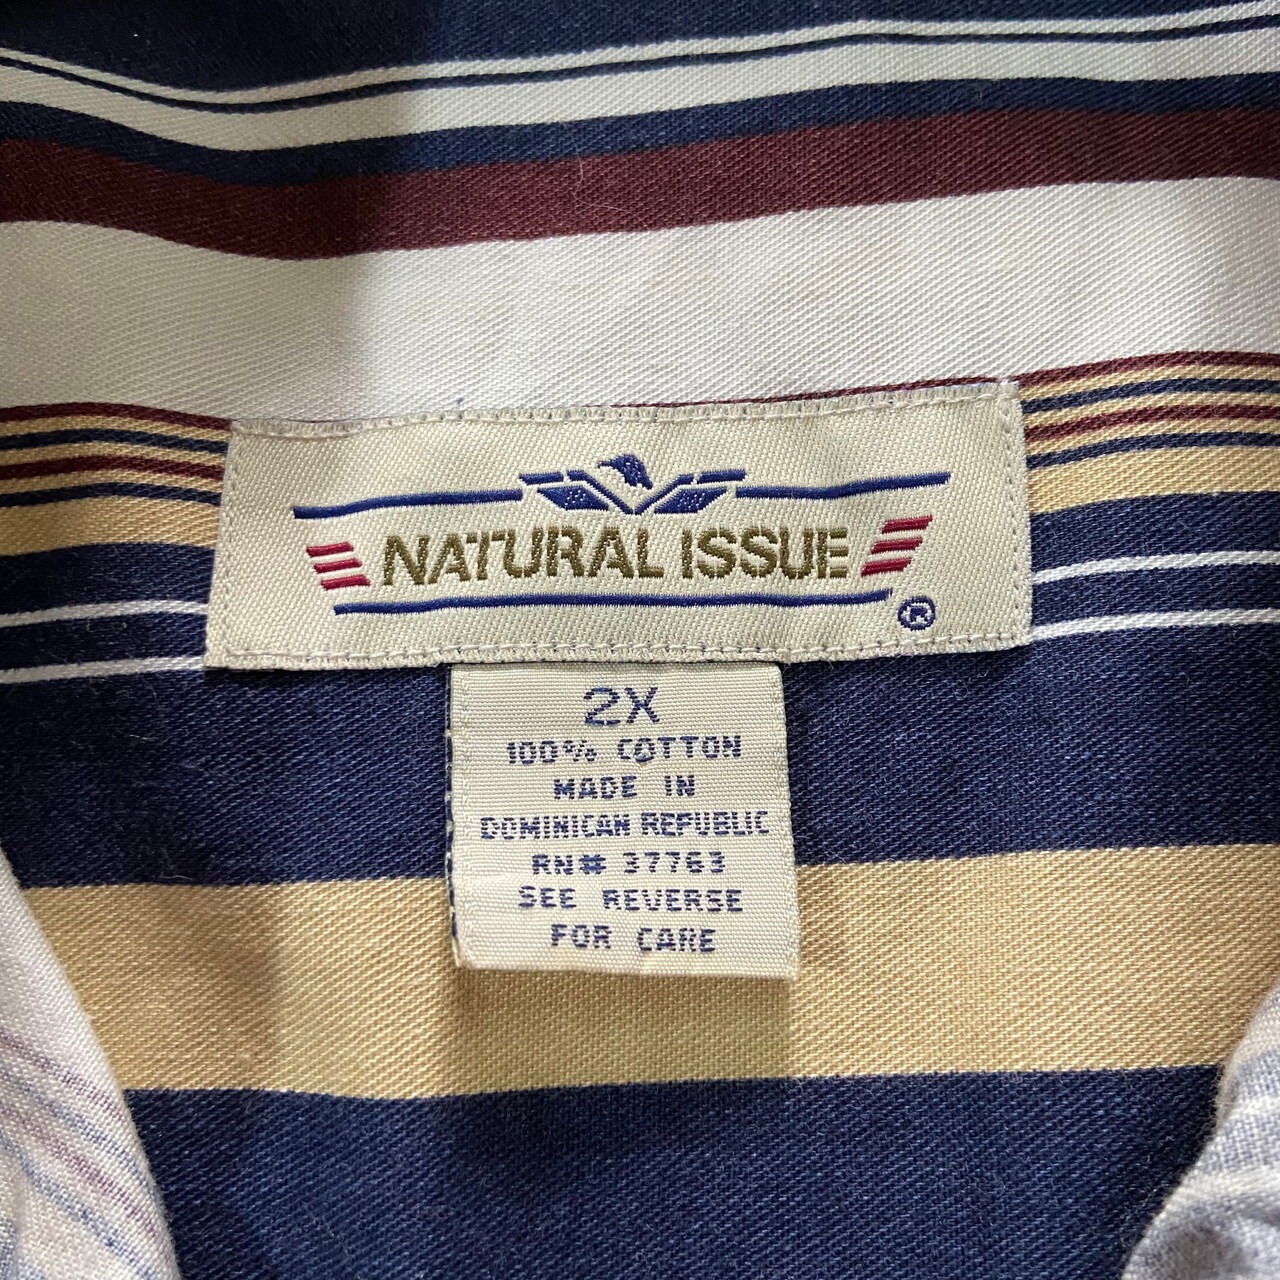 NATURAL ISSUE
®
2X
100% COTTON
MADE IN
DOMINICAN REPUBLIC
RN# 37763
SEE REVERSE
FOR CARE